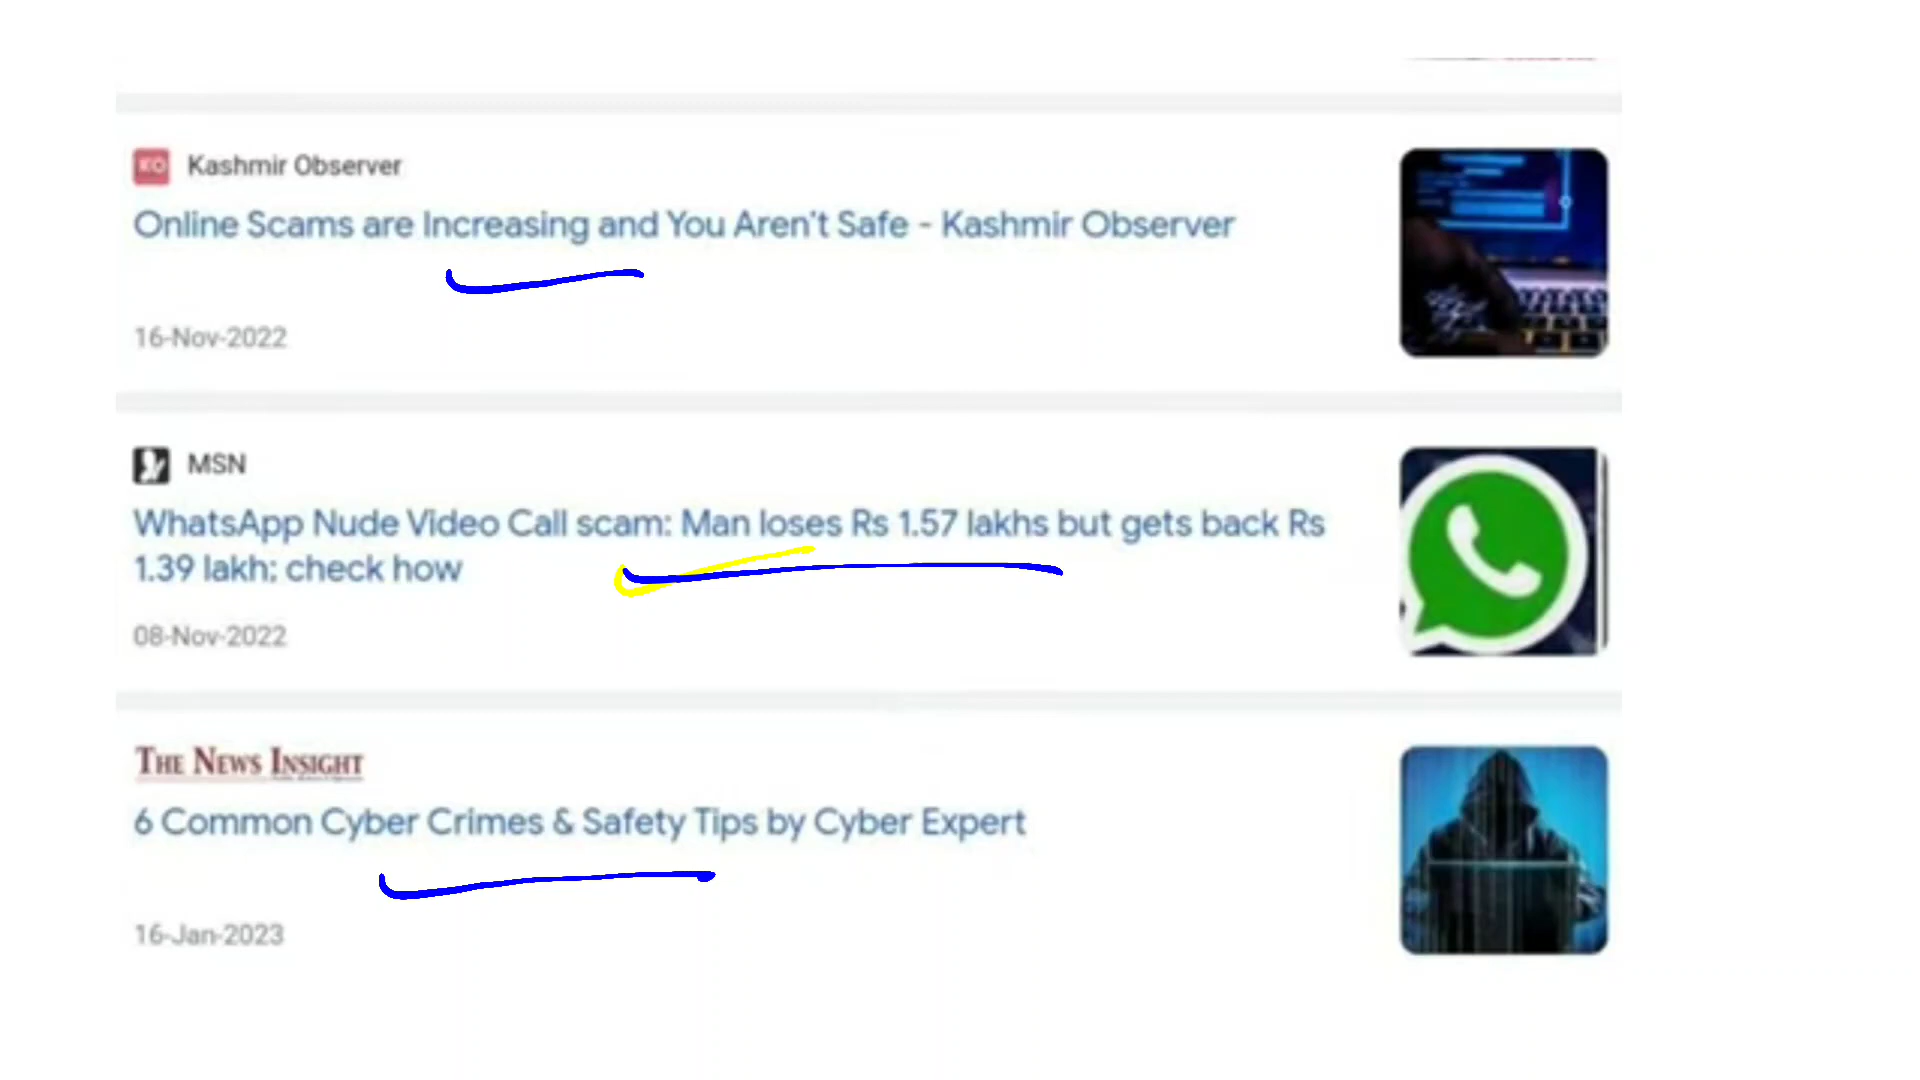 Kashmir Observer
Online Scams are Increasing and You Aren't Safe - Kashmir Observer
16-Nov-2022
MSN
WhatsApp Nude Video Call scam: Man loses Rs 1.57 lakhs but gets back Rs
1.39 lakh; check how
08-Nov-2022
THE NEWS INSIGHT
6 Common Cyber Crimes & Safety Tips by Cyber Expert
16-Jan-2023